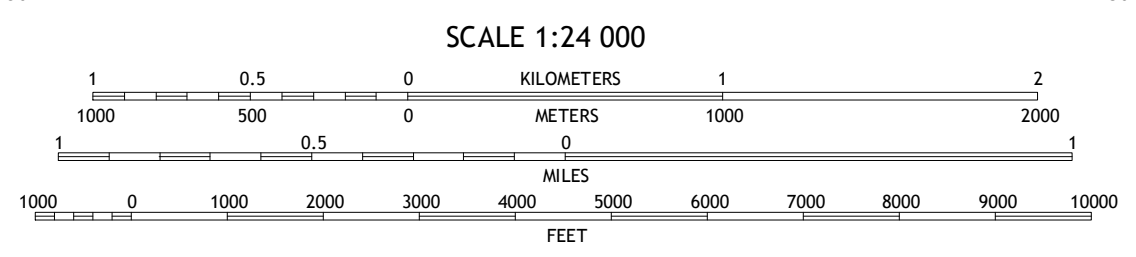 SCALE 1:24 000
1 0.5 0 KILOMETERS 1 2
1000 500 0 METERS 1000 2000
1 0.5 0 1
MILES
1000 0 1000 2000 3000 4000 5000 6000 7000 8000 9000 10000
FEET